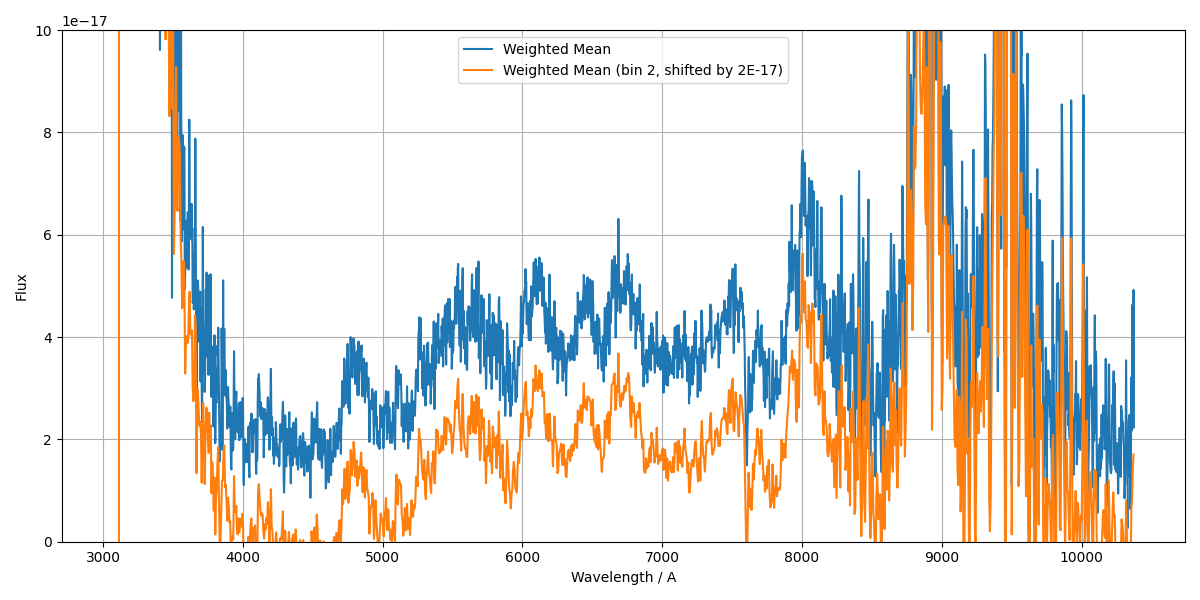 1e−17
Weighted Mean
Weighted Mean (bin 2, shifted by 2E-17)
10
8
6
4
2
0
Flux
3000 4000 5000 6000 7000 8000 9000 10000
Wavelength / A